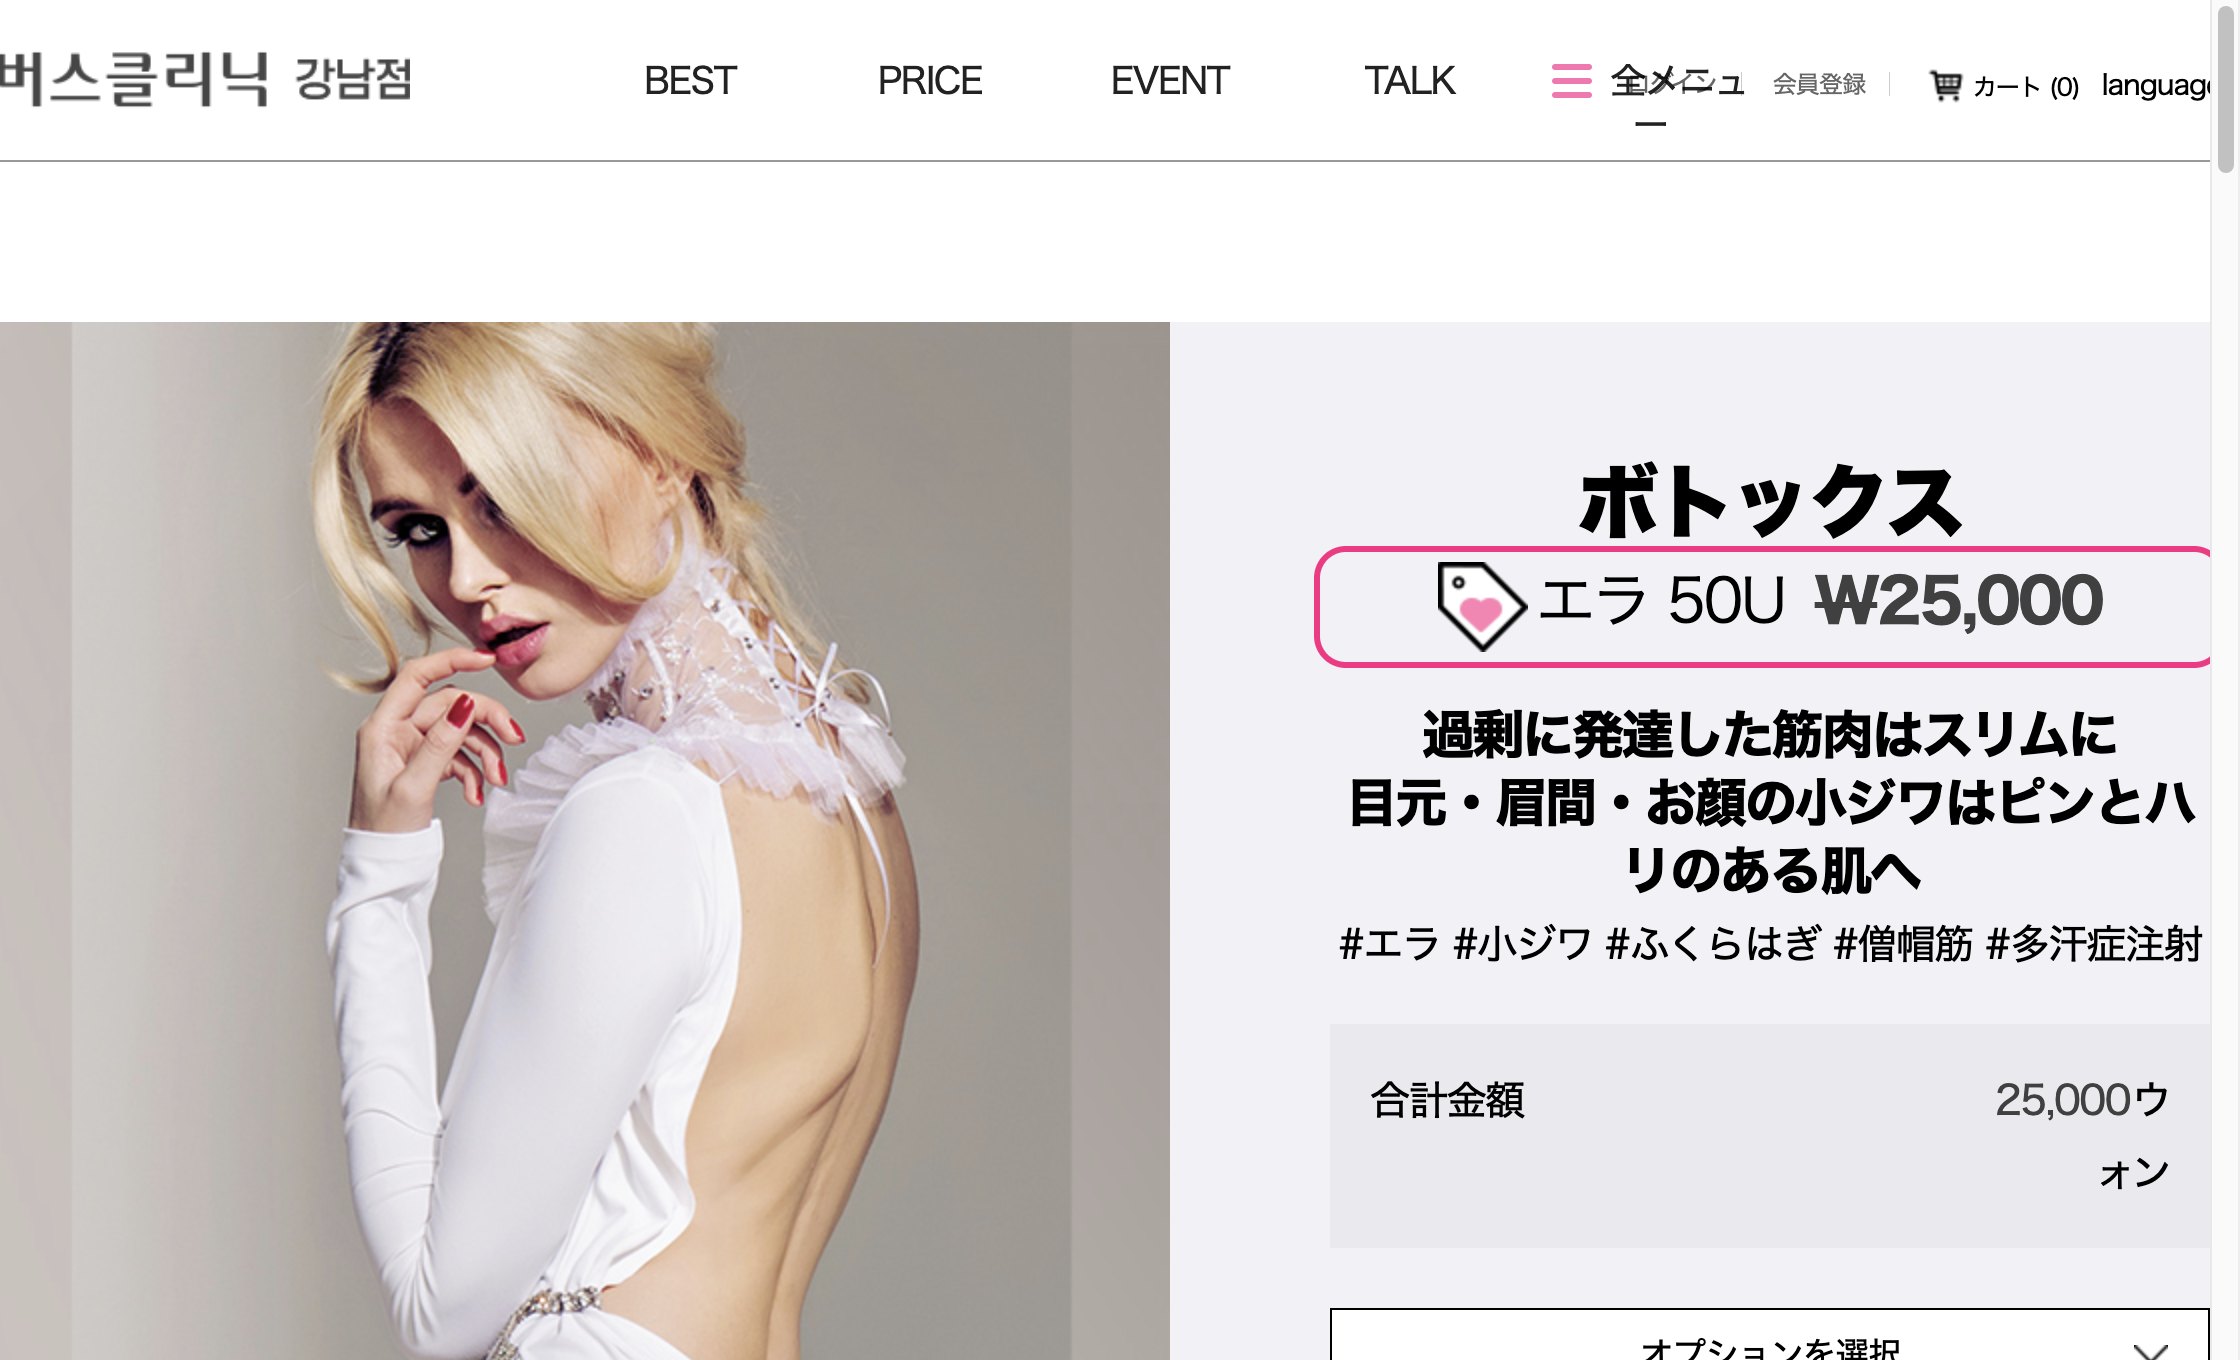 버스클리닉 강남점
BEST
PRICE
EVENT
TALK
全メニュ
ー
ログイン
会員登録
カート (0)
language
ボトックス
エラ 50U ₩25,000
過剰に発達した筋肉はスリムに
目元・眉間・お顔の小ジワはピンとハ
リのある肌へ
#エラ #小ジワ #ふくらはぎ #僧帽筋 #多汗症注射
合計金額
25,000ウ
ォン
オプションを選択